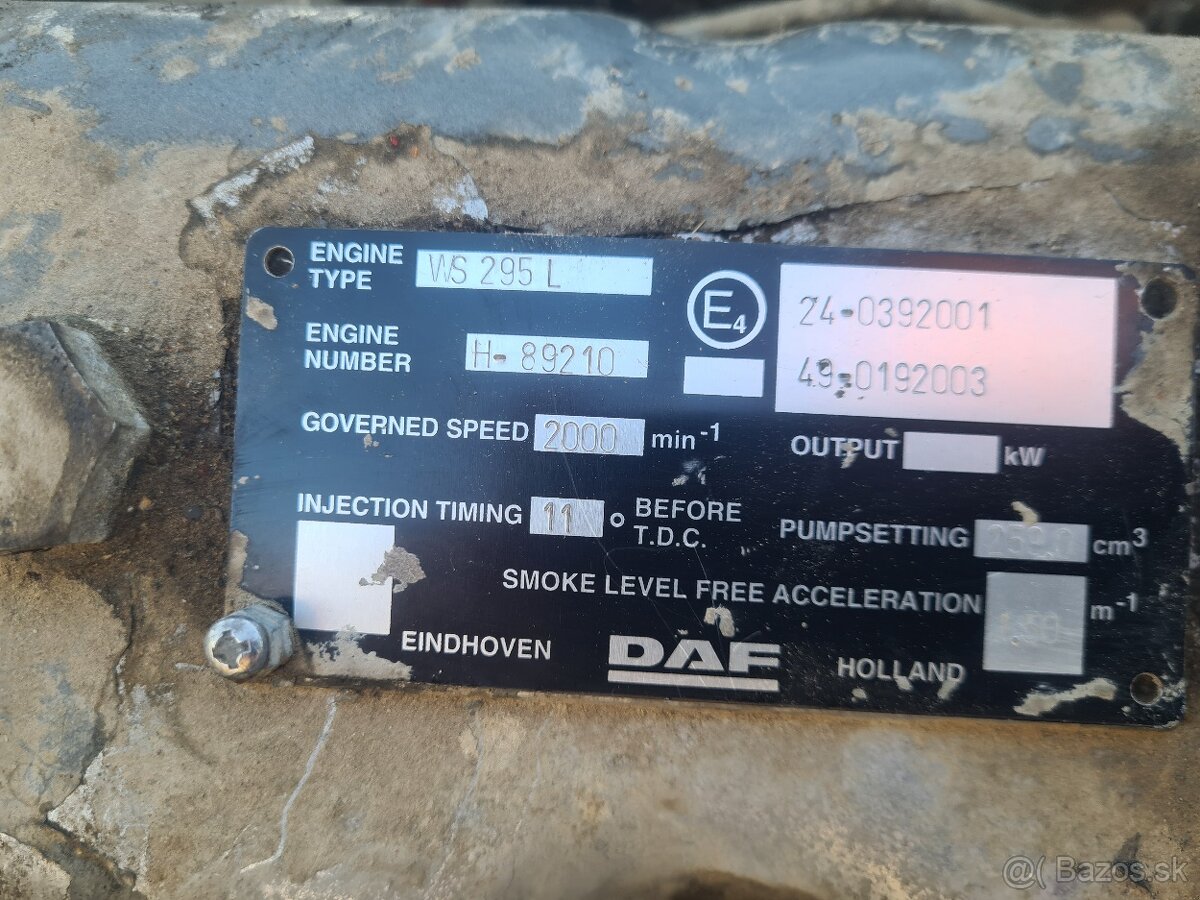 ENGINE TYPE WS 295 L
E4
24-0392001
49-0192003
ENGINE NUMBER H-89210
GOVERNED SPEED 2000 min-1
OUTPUT kW
INJECTION TIMING 11 ° BEFORE T.D.C.
PUMPSETTING cm3
SMOKE LEVEL FREE ACCELERATION m-1
EINDHOVEN DAF HOLLAND
@( Bazos.sk